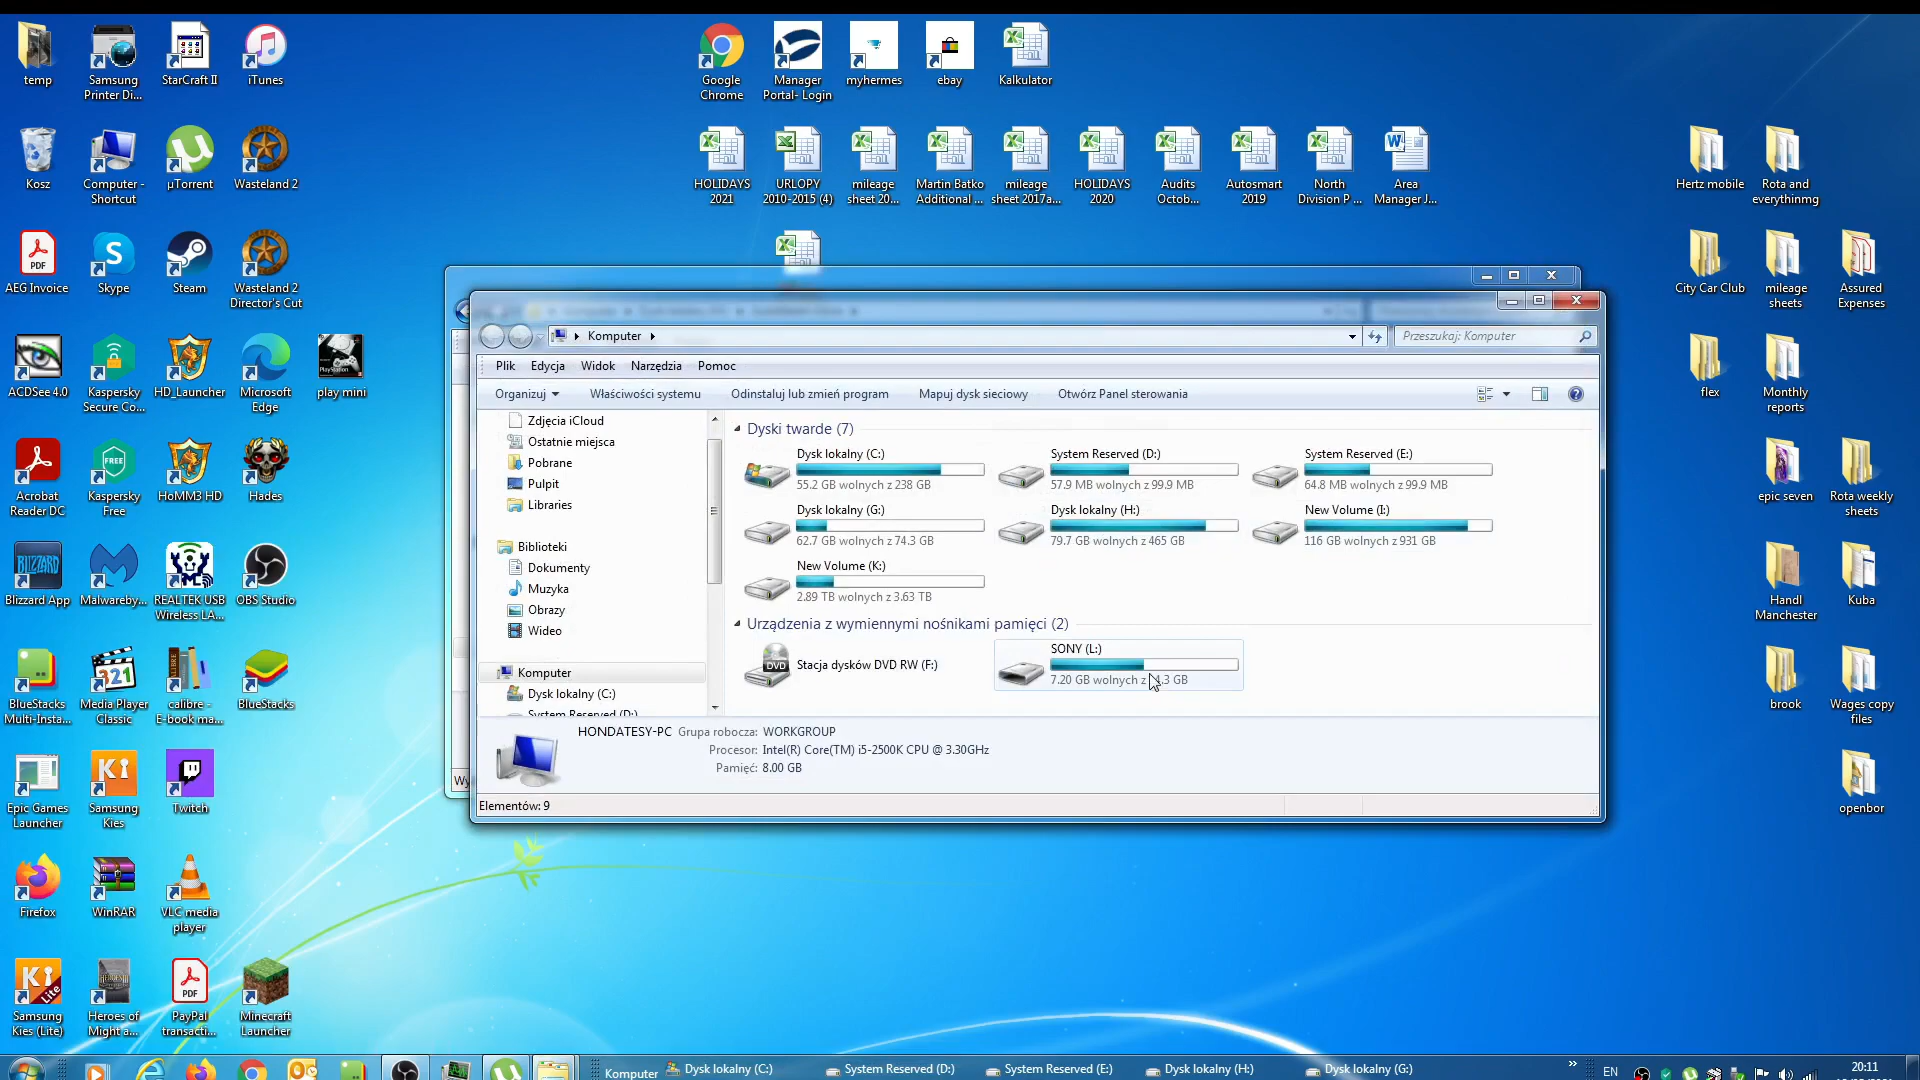 temp
Samsung
Printer Di...
StarCraft II
iTunes
Google
Chrome
Manager
Portal- Login
myhermes
ebay
Kalkulator
Kosz
Computer -
Shortcut
µTorrent
Wasteland 2
HOLIDAYS
2021
URLOPY
2010-2015 (4)
mileage
sheet 20...
Martin Batko
Additional ...
mileage
sheet 2017a...
HOLIDAYS
2020
Audits
Octob...
Autosmart
2019
North
Division P ...
Area
Manager J...
Hertz mobile
Rota and
everythinmg
AEG Invoice
Skype
Steam
Wasteland 2
Director's Cut
City Car Club
mileage
sheets
Assured
Expenses
ACDSee 4.0
Kaspersky
Secure Co...
HD_Launcher
Microsoft
Edge
play mini
flex
Monthly
reports
Acrobat
Reader DC
Kaspersky
Free
HoMM3 HD
Hades
epic seven
Rota weekly
sheets
Blizzard App
Malwareby...
REALTEK USB
Wireless LA...
OBS Studio
Handl
Manchester
Kuba
BlueStacks
Multi-Insta...
Media Player
Classic
calibre -
E-book ma...
BlueStacks
brook
Wages copy
files
Epic Games
Launcher
Samsung
Kies
Twitch
openbor
Firefox
WinRAR
VLC media
player
Samsung
Kies (Lite)
Heroes of
Might a...
PayPal
transacti...
Minecraft
Launcher
Komputer
Przeszukaj: Komputer
Plik Edycja Widok Narzędzia Pomoc
Organizuj Właściwości systemu Odinstaluj lub zmień program Mapuj dysk sieciowy Otwórz Panel sterowania
Zdjęcia iCloud
Ostatnie miejsca
Pobrane
Pulpit
Libraries
Biblioteki
Dokumenty
Muzyka
Obrazy
Wideo
Komputer
Dysk lokalny (C:)
System Reserved (D:)
Dyski twarde (7)
Dysk lokalny (C:)
55.2 GB wolnych z 238 GB
System Reserved (D:)
57.9 MB wolnych z 99.9 MB
System Reserved (E:)
64.8 MB wolnych z 99.9 MB
Dysk lokalny (G:)
62.7 GB wolnych z 74.3 GB
Dysk lokalny (H:)
79.7 GB wolnych z 465 GB
New Volume (I:)
116 GB wolnych z 931 GB
New Volume (K:)
2.89 TB wolnych z 3.63 TB
Urządzenia z wymiennymi nośnikami pamięci (2)
Stacja dysków DVD RW (F:)
SONY (L:)
7.20 GB wolnych z
HONDATESY-PC Grupa robocza: WORKGROUP
Procesor: Intel(R) Core(TM) i5-2500K CPU @ 3.30GHz
Pamięć: 8.00 GB
Elementów: 9
Wy
Komputer Dysk lokalny (C:) System Reserved (D:) System Reserved (E:) Dysk lokalny (H:) Dysk lokalny (G:)
EN
20:11